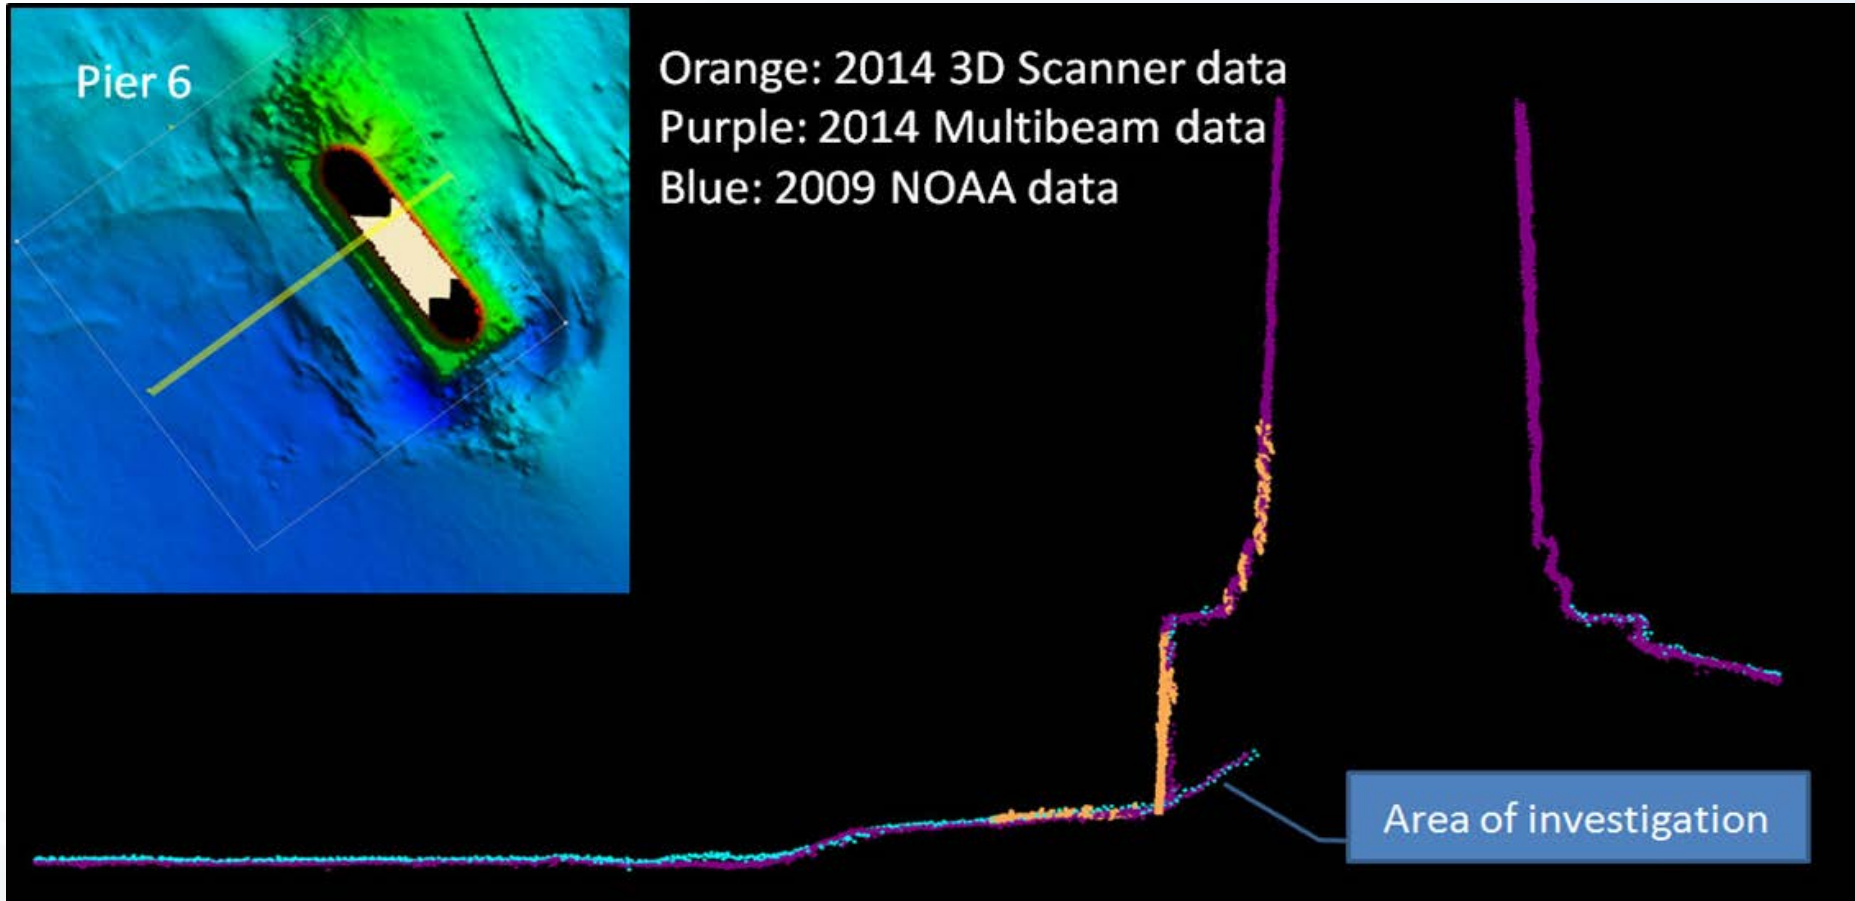 Pier 6
Orange: 2014 3D Scanner data
Purple: 2014 Multibeam data
Blue: 2009 NOAA data
Area of investigation